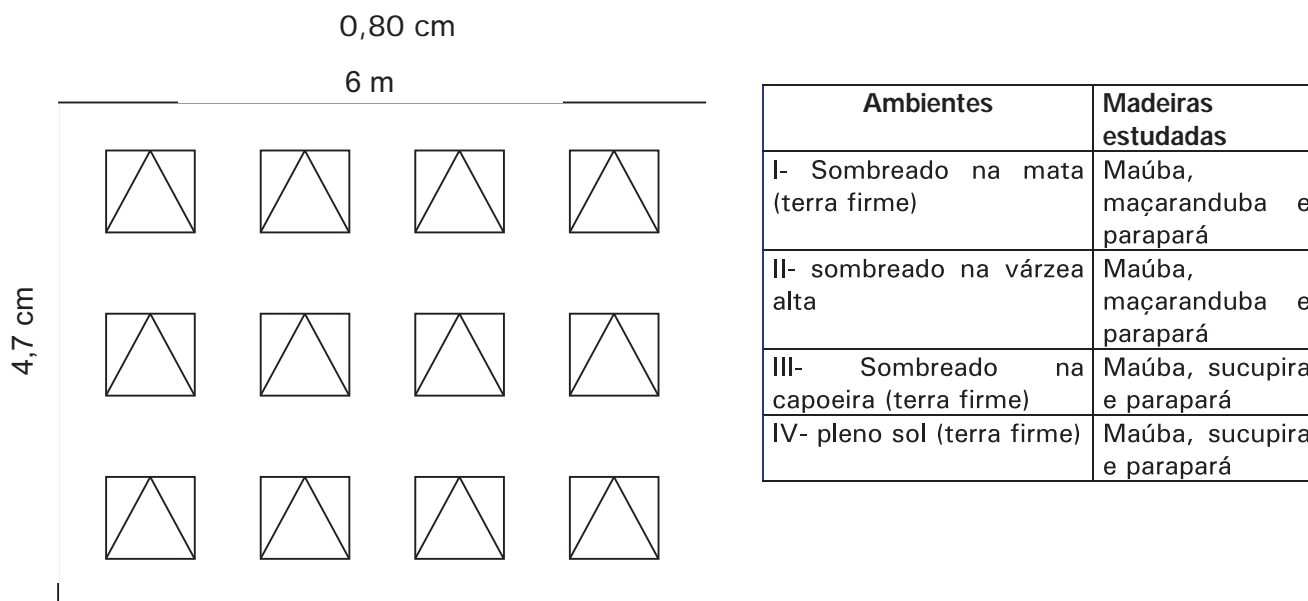 0,80 cm
6 m
4,7 cm
Ambientes
Madeiras
estudadas
I- Sombreado na mata
(terra firme)
Maúba,
maçaranduba e
parapará
II- sombreado na várzea
alta
Maúba,
maçaranduba e
parapará
III- Sombreado na
capoeira (terra firme)
Maúba, sucupira
e parapará
IV- pleno sol (terra firme)
Maúba, sucupira
e parapará